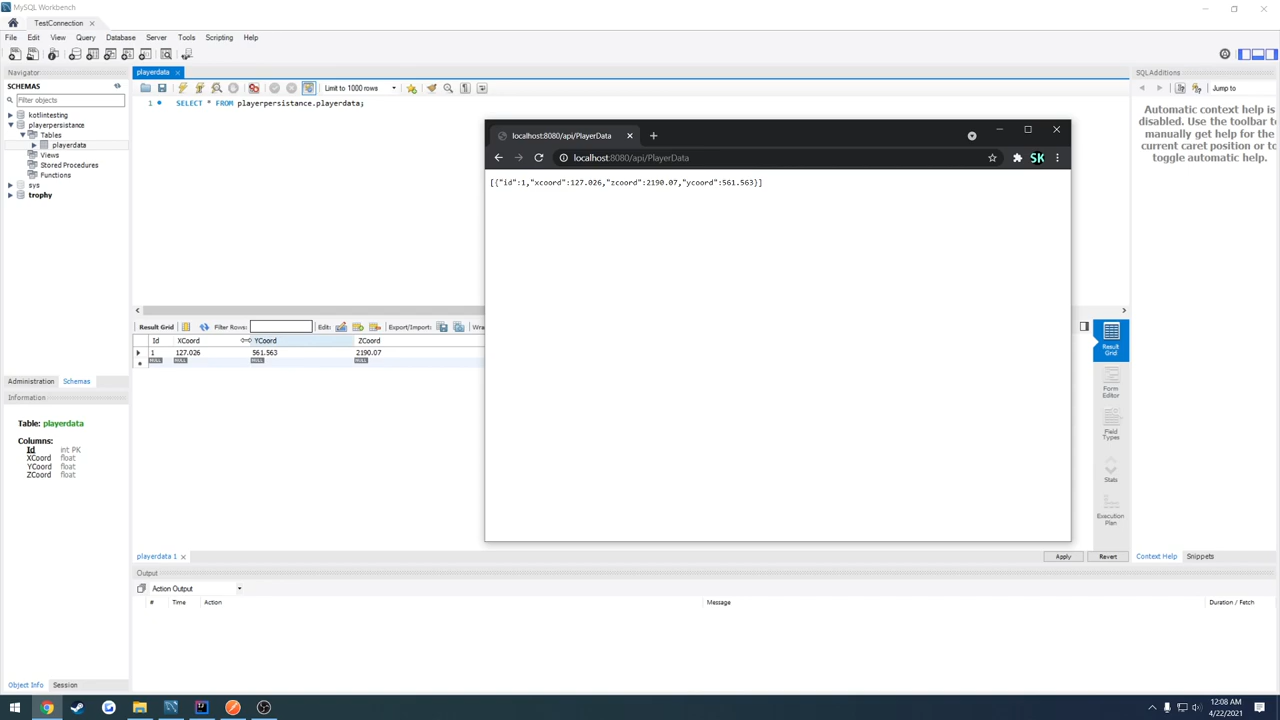 MySQL Workbench
TestConnection
File Edit View Query Database Server Tools Scripting Help
Navigator
SCHEMAS
Filter objects
kotlintesting
playerpersistance
Tables
playerdata
Views
Stored Procedures
Functions
sys
trophy
Administration Schemas
Information
Table: playerdata
Columns:
Id int PK
XCoord float
YCoord float
ZCoord float
Object Info Session
playerdata
Limit to 1000 rows
1 SELECT * FROM playerpersistance.playerdata;
Result Grid Filter Rows: Edit: Export/Import: Wra
Id XCoord YCoord ZCoord
1 127.026 561.563 2190.07
NULL NULL NULL NULL
playerdata 1
Apply Revert
Output
Action Output
# Time Action Message Duration / Fetch
localhost:8080/api/PlayerData
localhost:8080/api/PlayerData
SK
[{"id":1,"xcoord":127.026,"zcoord":2190.07,"ycoord":561.563}]
Result
Grid
Form
Editor
Field
Types
Stats
Execution
Plan
SQLAdditions
Jump to
Automatic context help is
disabled. Use the toolbar to
manually get help for the
current caret position or to
toggle automatic help.
Context Help Snippets
12:08 AM
4/22/2021